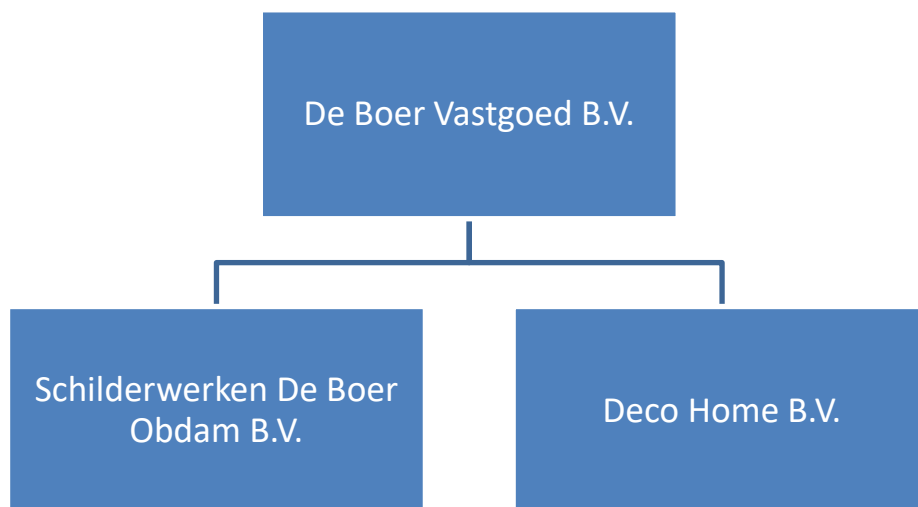 De Boer Vastgoed B.V.
Schilderwerken De Boer
Obdam B.V.
Deco Home B.V.